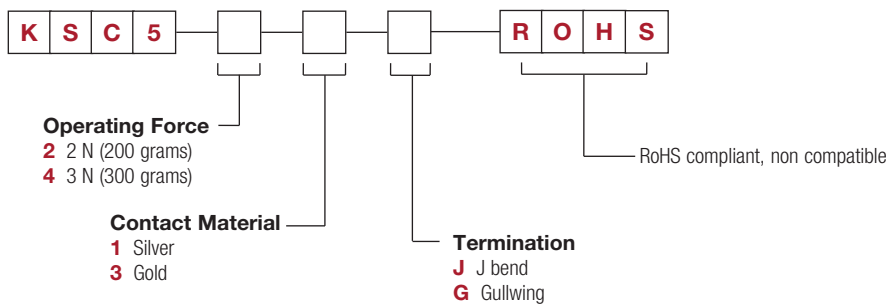 K S C 5 R O H S
Operating Force
2 2 N (200 grams)
4 3 N (300 grams)
RoHS compliant, non compatible
Contact Material
1 Silver
3 Gold
Termination
J J bend
G Gullwing